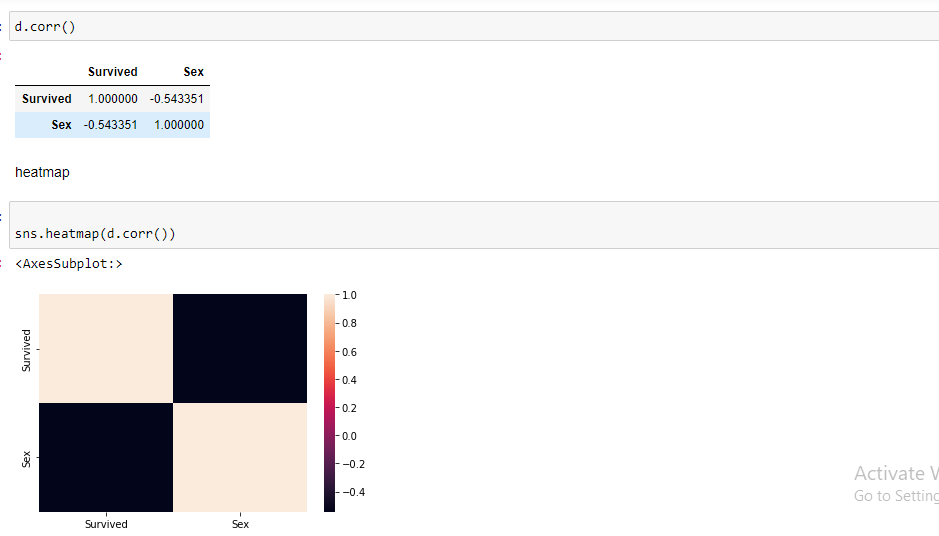 d.corr()
Survived Sex
Survived 1.000000 -0.543351
Sex -0.543351 1.000000
heatmap
sns.heatmap(d.corr())
<AxesSubplot:>
1.0
0.8
0.6
0.4
0.2
0.0
−0.2
−0.4
Survived
Sex
Survived Sex
Activate W
Go to Setting